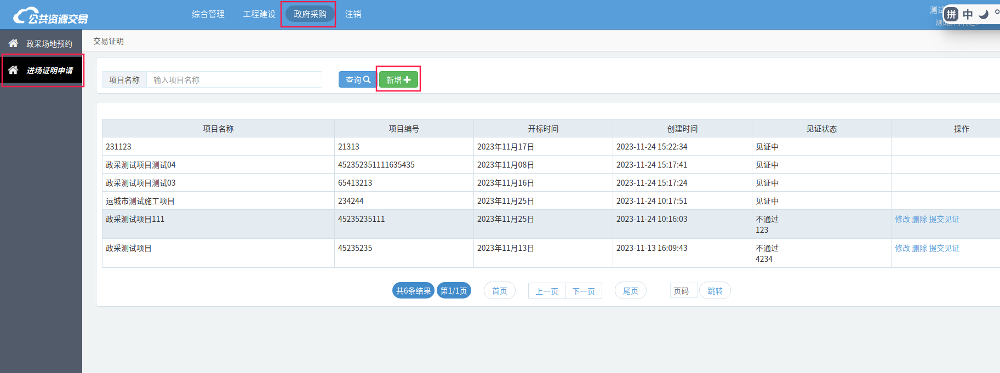 公共资源交易
综合管理 工程建设 政府采购 注销
测试
拼 中
政采场地预约
进场证明申请
交易证明
项目名称 输入项目名称 查询 新增
项目名称 项目编号 开标时间 创建时间 见证状态 操作
231123 21313 2023年11月17日 2023-11-24 15:22:34 见证中
政采测试项目测试04 452352351111635435 2023年11月08日 2023-11-24 15:17:41 见证中
政采测试项目测试03 65413213 2023年11月16日 2023-11-24 15:17:24 见证中
运城市测试施工项目 234244 2023年11月25日 2023-11-24 10:17:51 见证中
政采测试项目111 45235235111 2023年11月25日 2023-11-24 10:16:03 不通过 修改 删除 提交见证
123
政采测试项目 45235235 2023年11月13日 2023-11-13 16:09:43 不通过 修改 删除 提交见证
4234
共6条结果 第1/1页 首页 上一页 下一页 尾页 页码 跳转